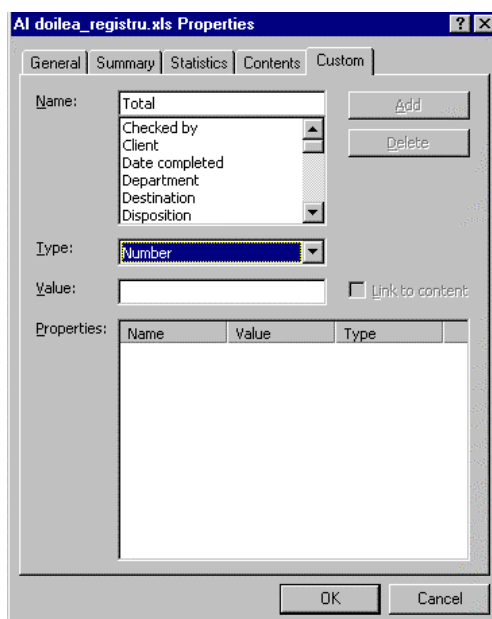 Al doilea_registru.xls Properties ? X
General Summary Statistics Contents Custom
Name: Total Add
Checked by Delete
Client
Date completed
Department
Destination
Disposition
Type: Number
Value: Link to content
Properties: Name Value Type
OK Cancel